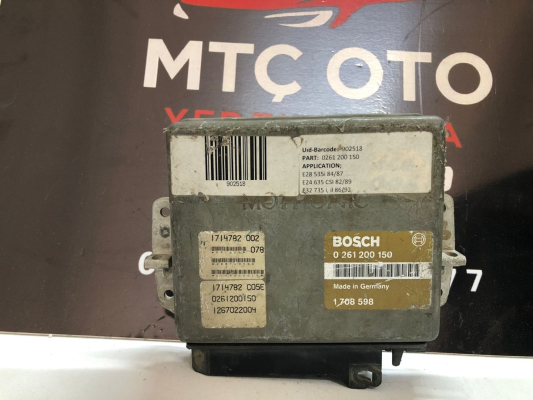 MTÇ OTO
Urd-Barcode: 902518
PART: 0261 200 150
APPLICATION:
E28 535i 84/87
E24 635 CSI 82/89
E32 735 i,il 86/92
902518
MOTRONIC
1714782 002
078
1714782 C05E
0261200150
1267022004
BOSCH
0 261 200 150
Made in Germany
1 708 598